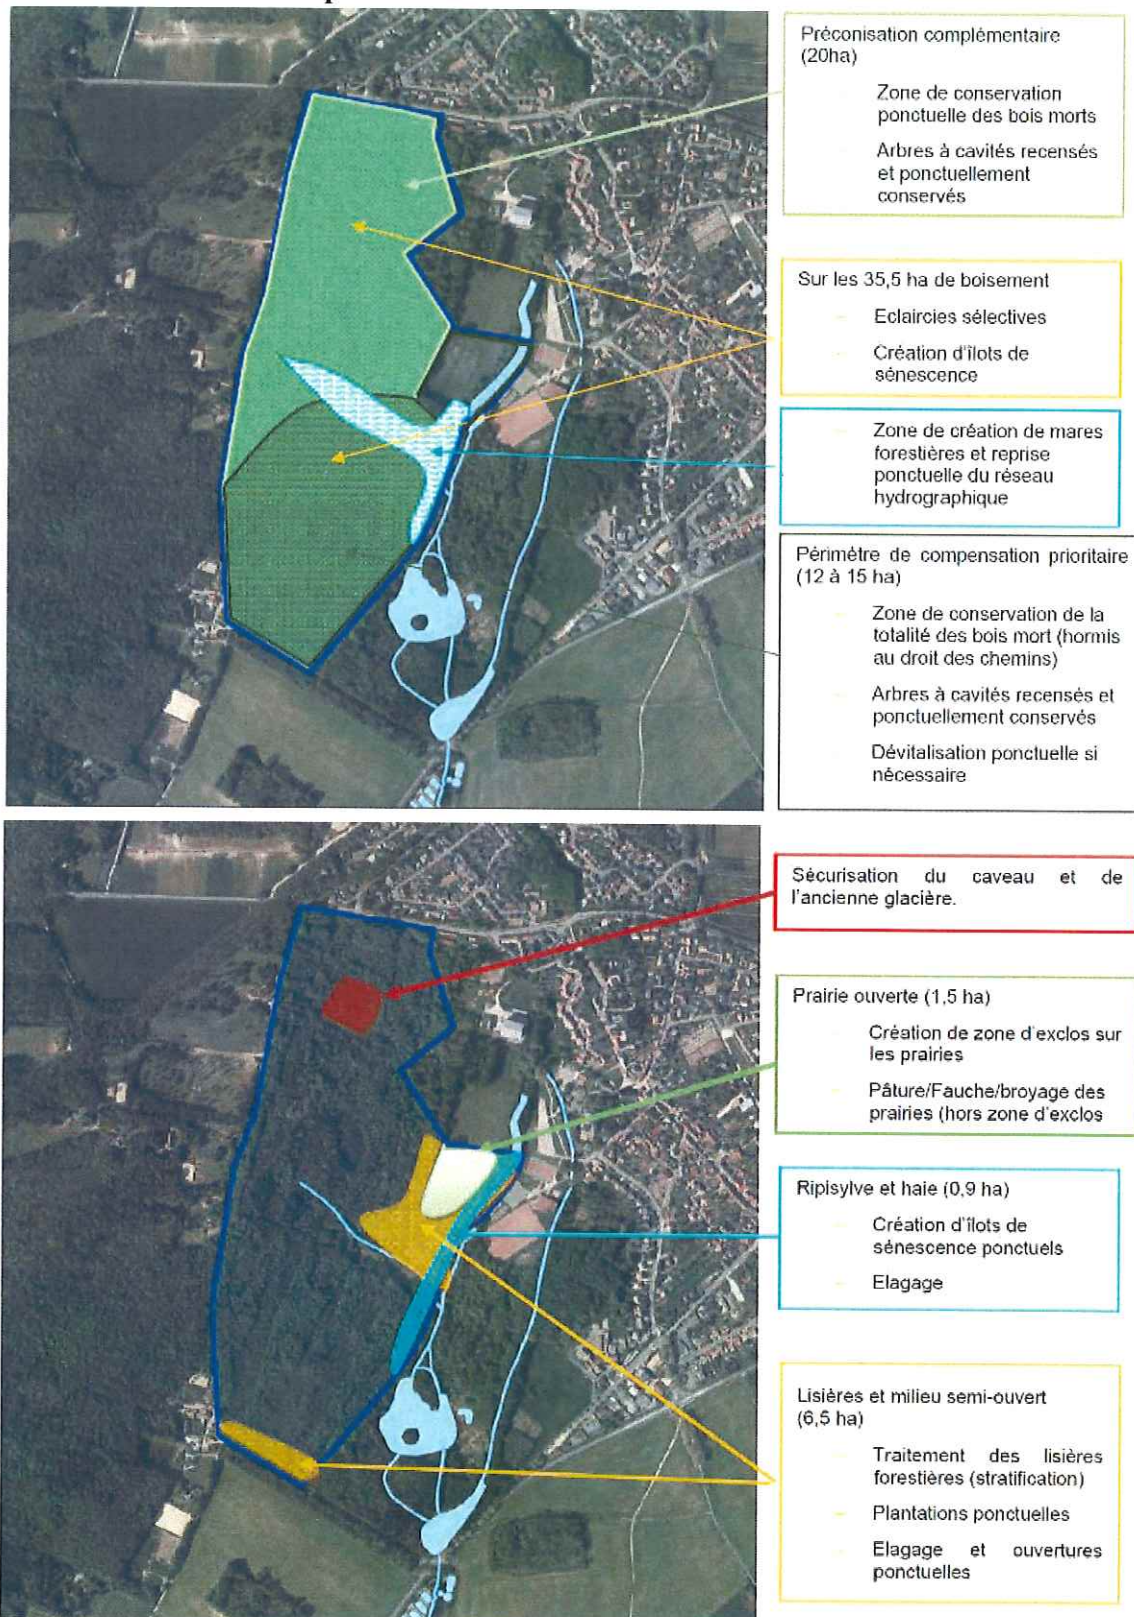 Préconisation complémentaire
(20ha)
Zone de conservation
ponctuelle des bois morts
Arbres à cavités recensés
et ponctuellement
conservés
Sur les 35,5 ha de boisement
- Eclaircies sélectives
- Création d'îlots de
sénescence
Zone de création de mares
forestières et reprise
ponctuelle du réseau
hydrographique
Périmètre de compensation prioritaire
(12 à 15 ha)
Zone de conservation de la
totalité des bois mort (hormis
au droit des chemins)
Arbres à cavités recensés et
ponctuellement conservés
Dévitalisation ponctuelle si
nécessaire
Sécurisation du caveau et de
l'ancienne glacière.
Prairie ouverte (1,5 ha)
Création de zone d'exclos sur
les prairies
Pâture/Fauche/broyage des
prairies (hors zone d'exclos
Ripisylve et haie (0,9 ha)
- Création d'îlots de
sénescence ponctuels
- Elagage
Lisières et milieu semi-ouvert
(6,5 ha)
- Traitement des lisières
forestières (stratification)
- Plantations ponctuelles
- Elagage et ouvertures
ponctuelles